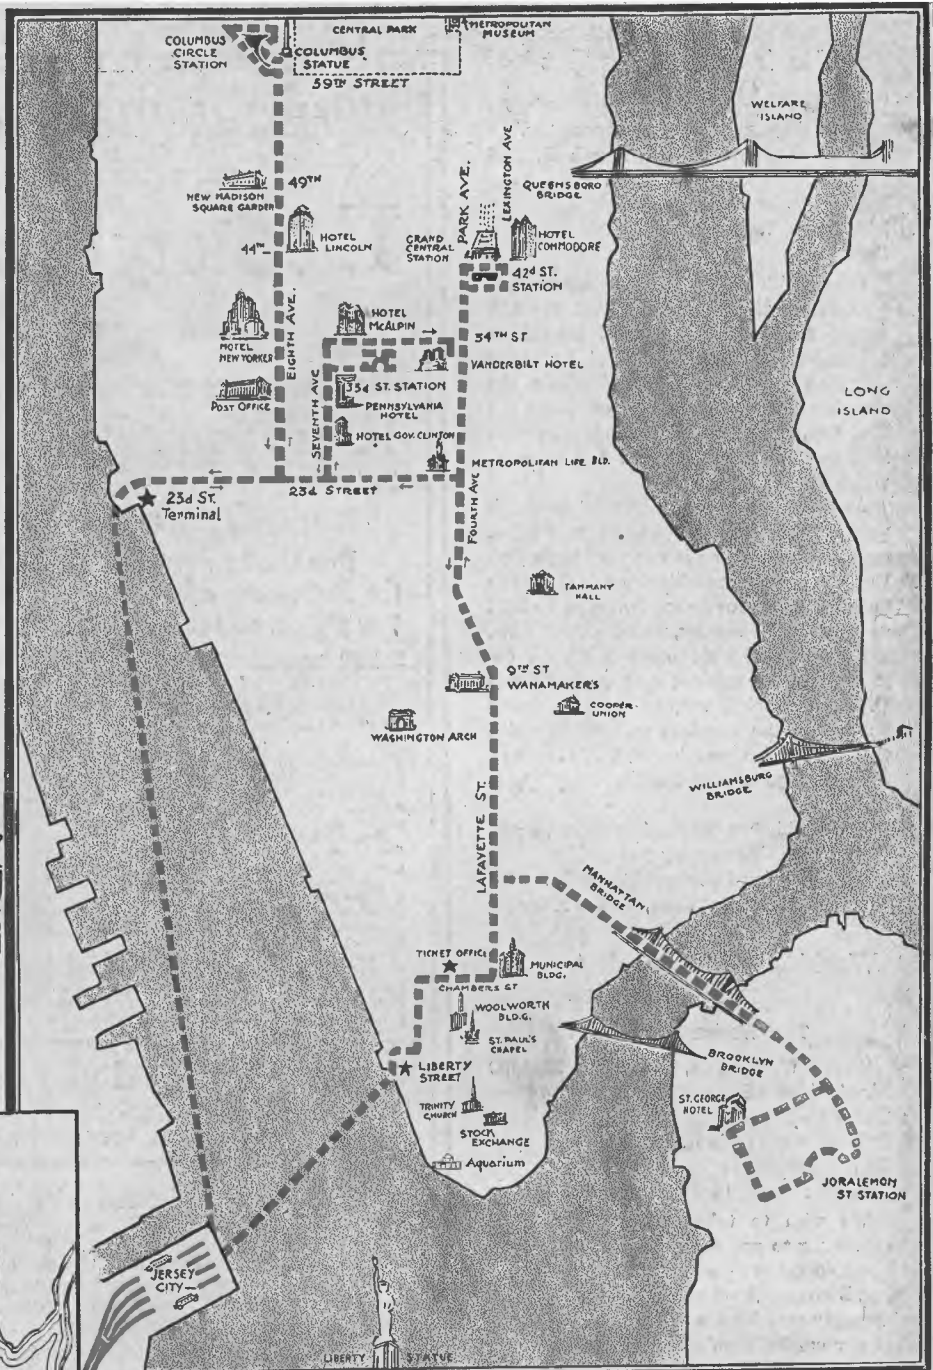 CENTRAL PARK
METROPOLITAN
MUSEUM
COLUMBUS
CIRCLE
STATION
COLUMBUS
STATUE
59TH STREET
WELFARE
ISLAND
QUEENSBORO
BRIDGE
NEW MADISON
SQUARE GARDEN
49TH
44TH
HOTEL
LINCOLN
EIGHTH AVE.
PARK AVE.
LEXINGTON AVE
GRAND
CENTRAL
STATION
HOTEL
COMMODORE
42d ST.
STATION
HOTEL
McALPIN
34TH ST
HOTEL
NEW YORKER
VANDERBILT HOTEL
33d ST. STATION
POST OFFICE
SEVENTH AVE
PENNSYLVANIA
HOTEL
HOTEL GOV. CLINTON
LONG
ISLAND
METROPOLITAN LIFE BLD.
23d STREET
23d ST.
Terminal
FOURTH AVE
TAMMANY
HALL
9TH ST
WANAMAKER'S
COOPER
UNION
WASHINGTON ARCH
WILLIAMSBURG
BRIDGE
LAFAYETTE ST.
MANHATTAN
BRIDGE
TICKET OFFICE
MUNICIPAL
BLDG.
CHAMBERS ST
WOOLWORTH
BLD.G.
ST. PAUL'S
CHAPEL
LIBERTY
STREET
BROOKLYN
BRIDGE
TRINITY
CHURCH
STOCK
EXCHANGE
ST. GEORGE
HOTEL
Aquarium
JORALEMON
ST STATION
JERSEY
CITY
LIBERTY STATUE